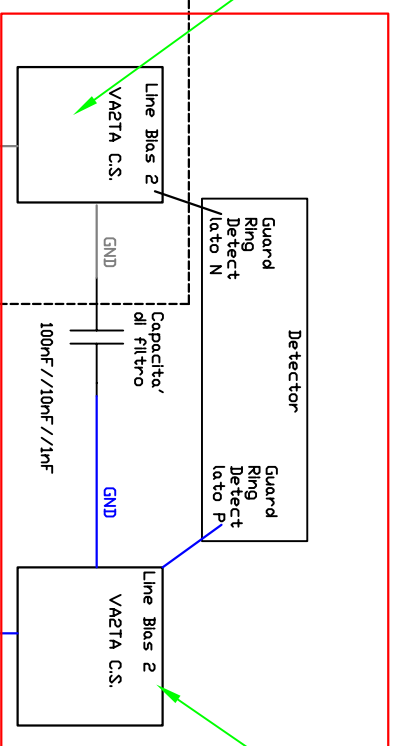 Line Bias 2'
VA2TA C.S.
GND
Guard
Ring
Detect
lato N
Detector
Capacita'
di filtro
100nF//10nF//1nF
Guard
Ring
Detect
lato P
GND
Line Bias 2
VA2TA C.S.